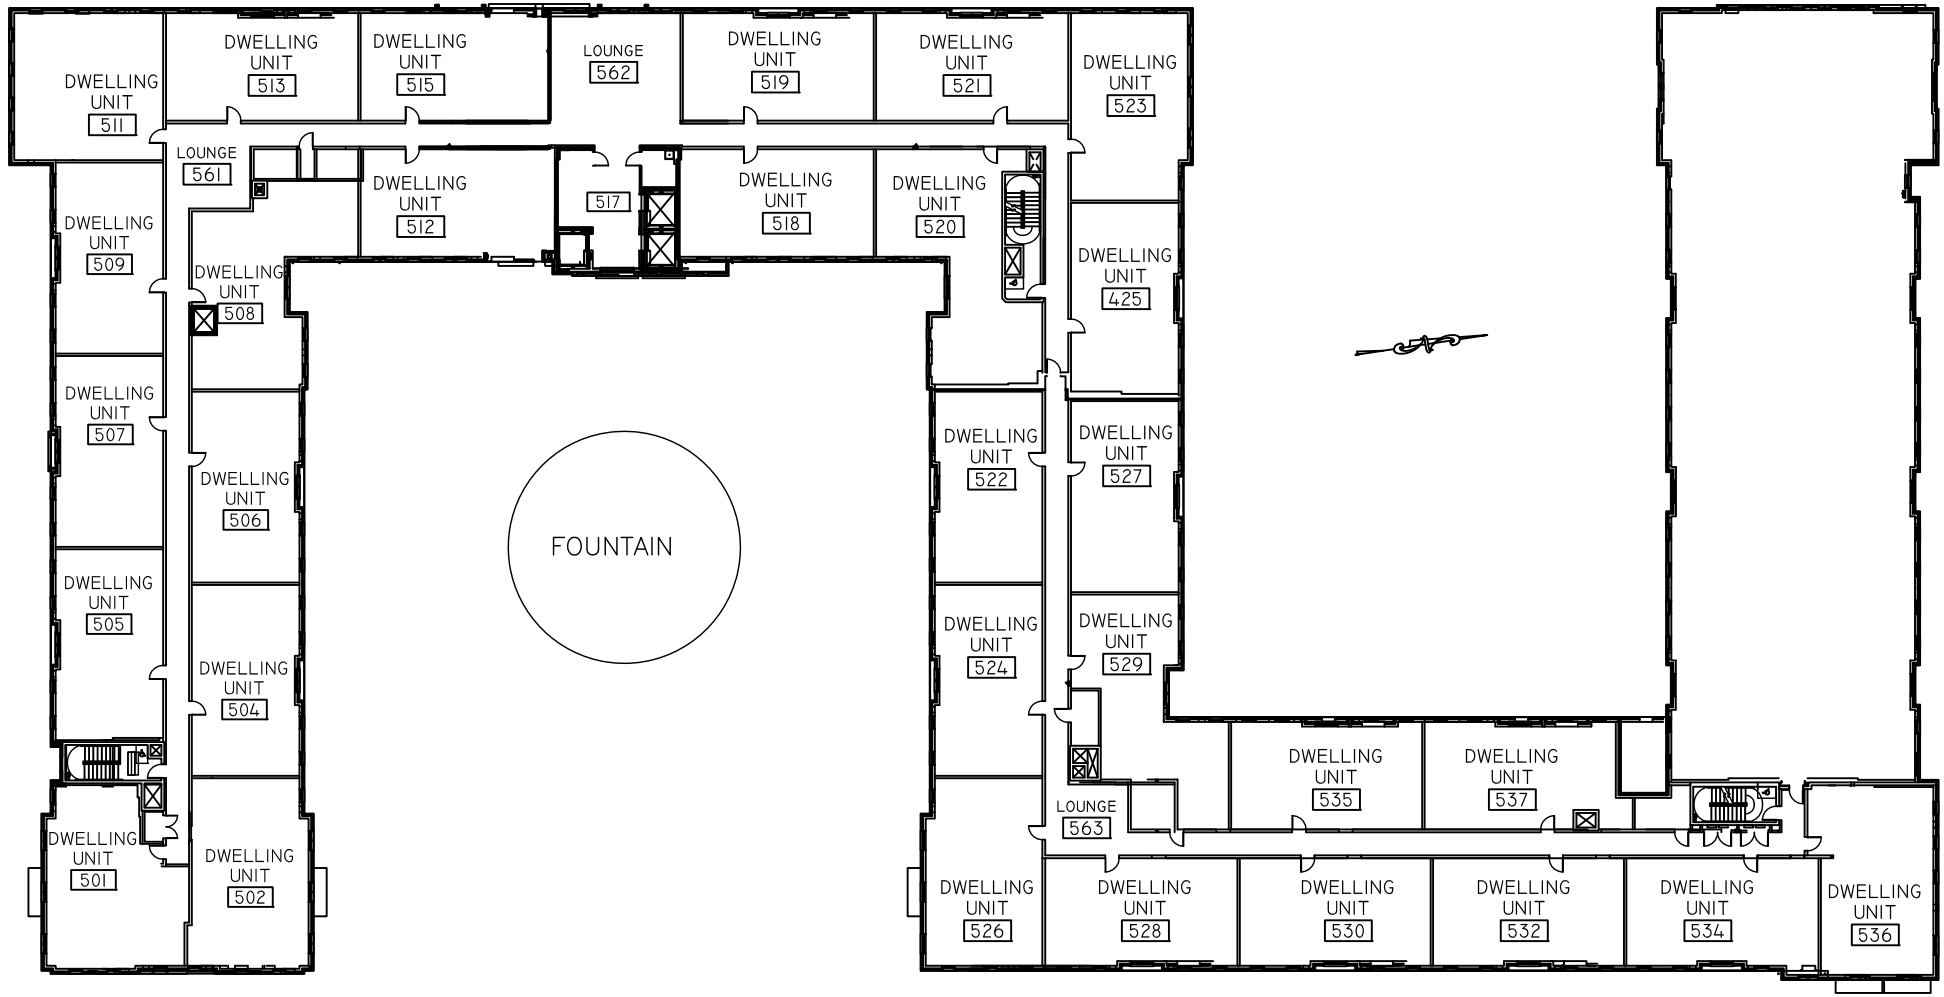 DWELLING
UNIT
511
DWELLING
UNIT
513
DWELLING
UNIT
515
LOUNGE
562
DWELLING
UNIT
519
DWELLING
UNIT
521
DWELLING
UNIT
523
LOUNGE
561
DWELLING
UNIT
512
517
DWELLING
UNIT
518
DWELLING
UNIT
520
DWELLING
UNIT
509
DWELLING
UNIT
508
DWELLING
UNIT
425
DWELLING
UNIT
507
DWELLING
UNIT
506
FOUNTAIN
DWELLING
UNIT
522
DWELLING
UNIT
527
DWELLING
UNIT
505
DWELLING
UNIT
504
DWELLING
UNIT
524
DWELLING
UNIT
529
DWELLING
UNIT
535
DWELLING
UNIT
537
LOUNGE
563
DWELLING
UNIT
501
DWELLING
UNIT
502
DWELLING
UNIT
526
DWELLING
UNIT
528
DWELLING
UNIT
530
DWELLING
UNIT
532
DWELLING
UNIT
534
DWELLING
UNIT
536